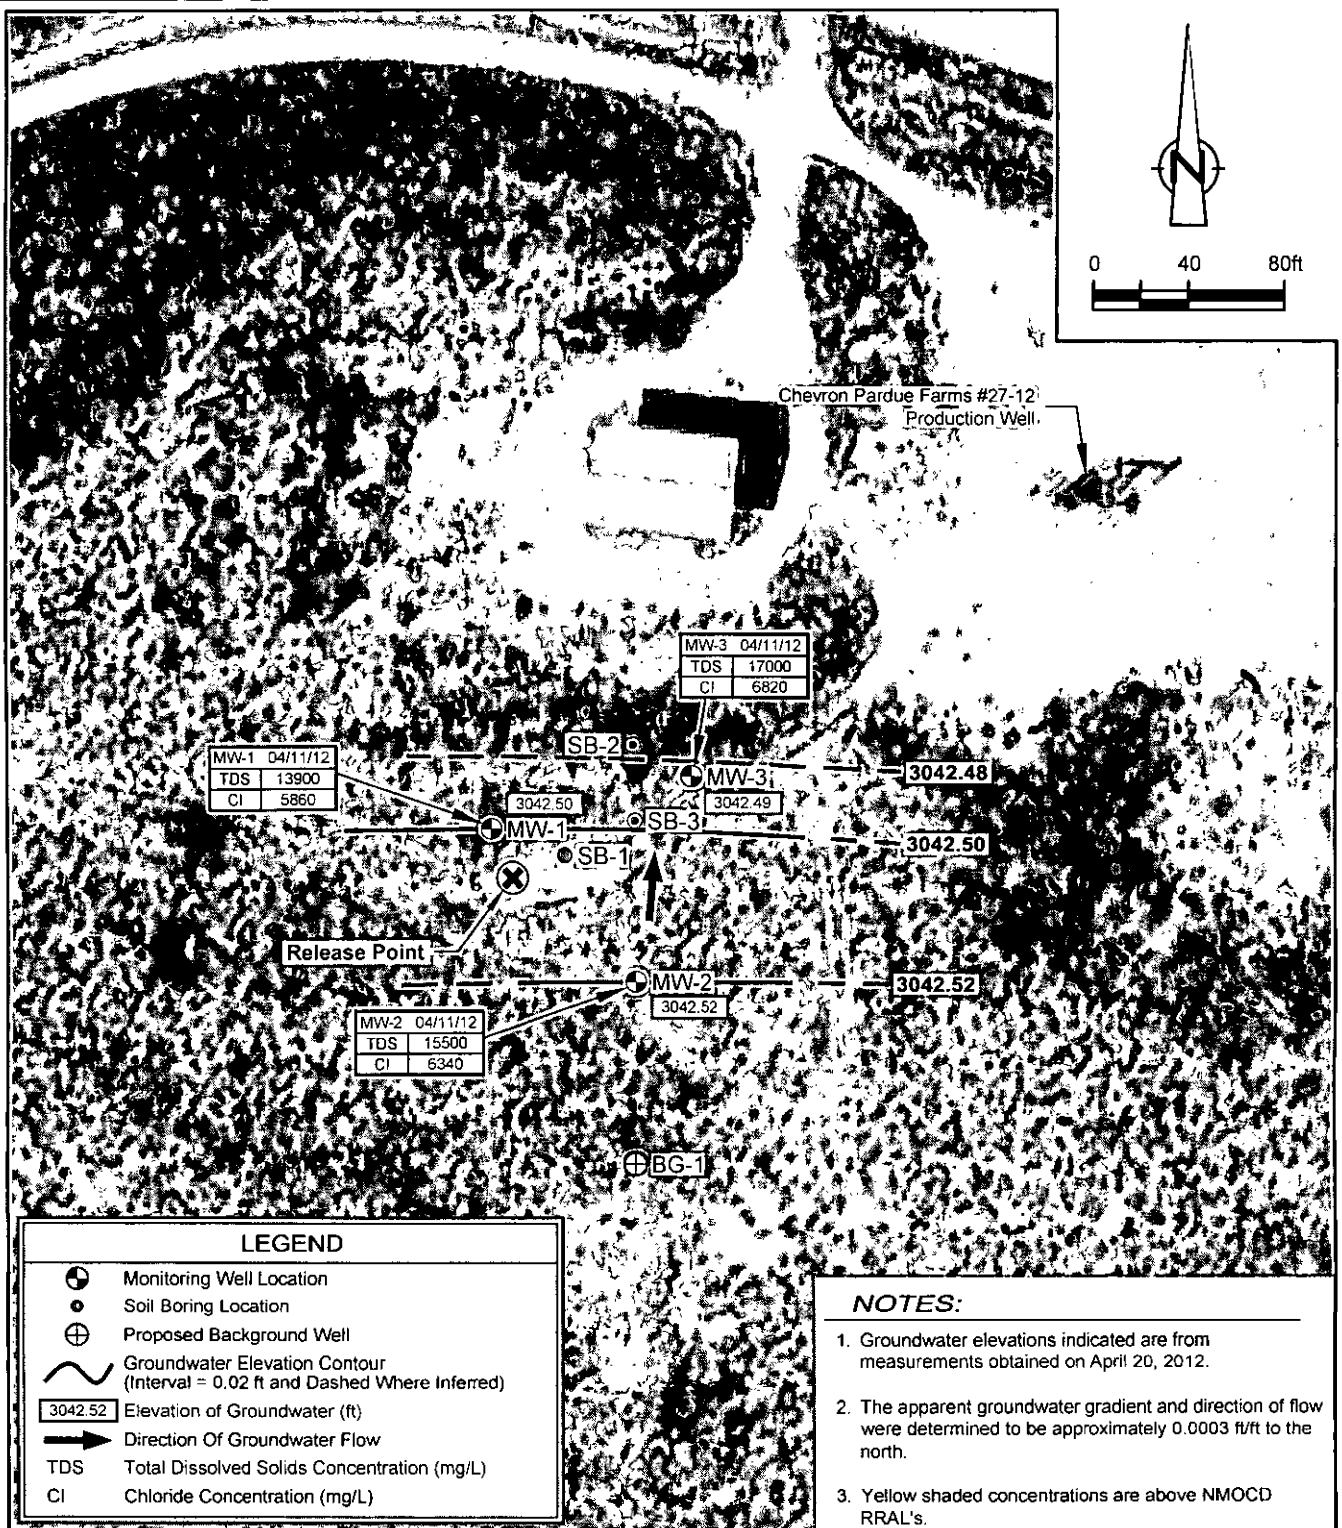 N
0 40 80ft
Chevron Pardue Farms #27-12
Production Well
MW-3 04/11/12
TDS 17000
Cl 6820
SB-2
MW-1 04/11/12
TDS 13900
Cl 5860
MW-3
3042.48
3042.50
3042.49
MW-1
SB-3
3042.50
SB-1
Release Point
MW-2
3042.52
3042.52
MW-2 04/11/12
TDS 15500
Cl 6340
BG-1
LEGEND
Monitoring Well Location
Soil Boring Location
Proposed Background Well
Groundwater Elevation Contour
(Interval = 0.02 ft and Dashed Where Inferred)
3042.52 Elevation of Groundwater (ft)
Direction Of Groundwater Flow
TDS Total Dissolved Solids Concentration (mg/L)
Cl Chloride Concentration (mg/L)
NOTES:
1. Groundwater elevations indicated are from
measurements obtained on April 20, 2012.
2. The apparent groundwater gradient and direction of flow
were determined to be approximately 0.0003 ft/ft to the
north.
3. Yellow shaded concentrations are above NMOCD
RRAL's.